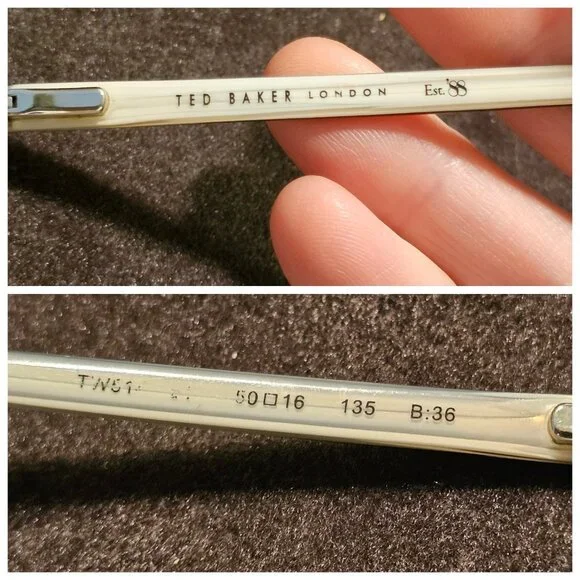 TED BAKER LONDON Est. '88
50□16 135 B:36